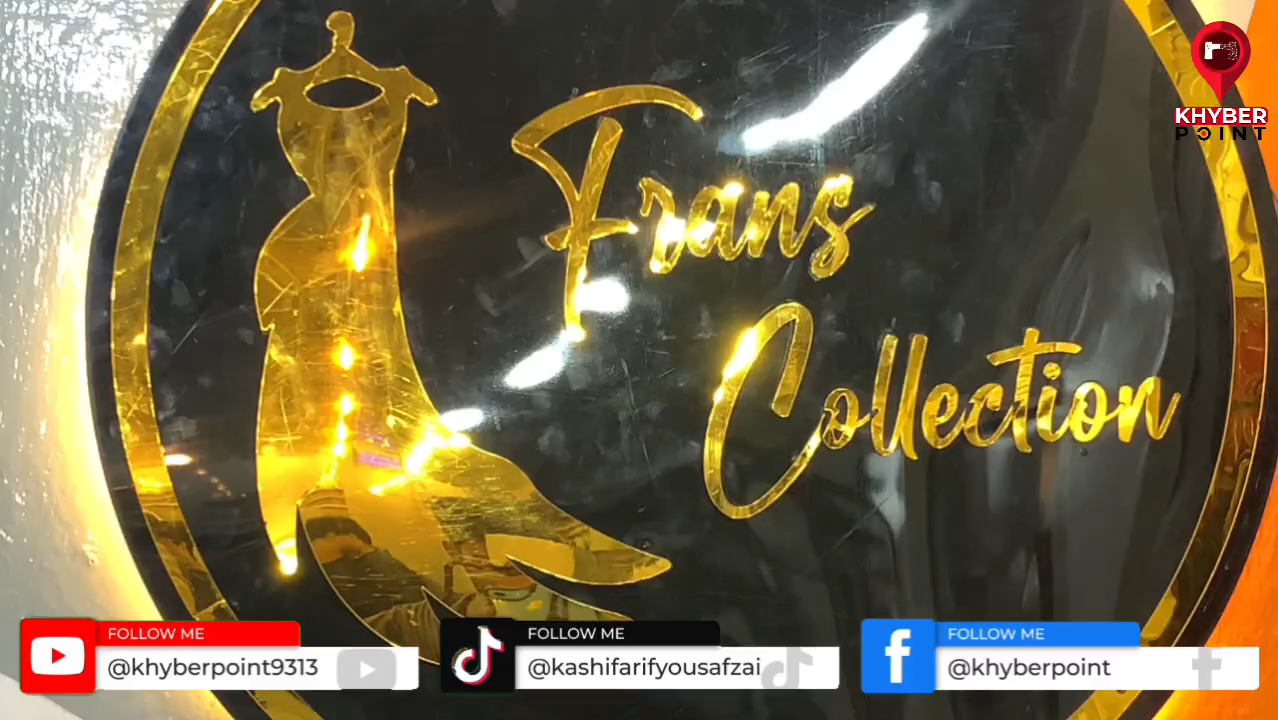 KHYBER
POINT
Frans
Collection
FOLLOW ME
@khyberpoint9313
FOLLOW ME
@kashifarifyousafzai
FOLLOW ME
@khyberpoint